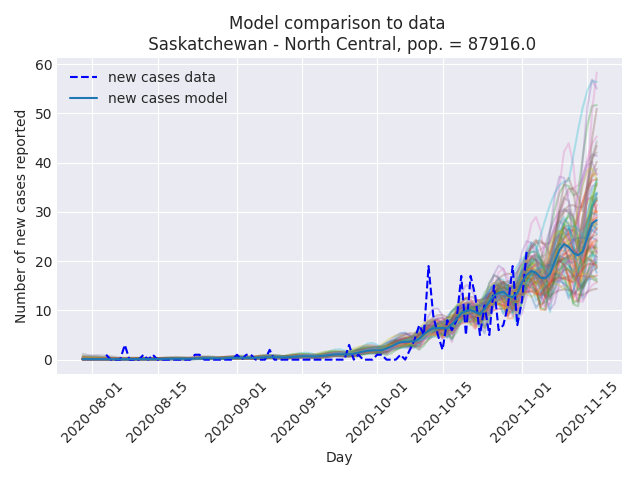 Model comparison to data
Saskatchewan - North Central, pop. = 87916.0
60
50
40
30
20
10
0
Number of new cases reported
new cases data
new cases model
2020-08-01
2020-08-15
2020-09-01
2020-09-15
2020-10-01
2020-10-15
2020-11-01
2020-11-15
Day